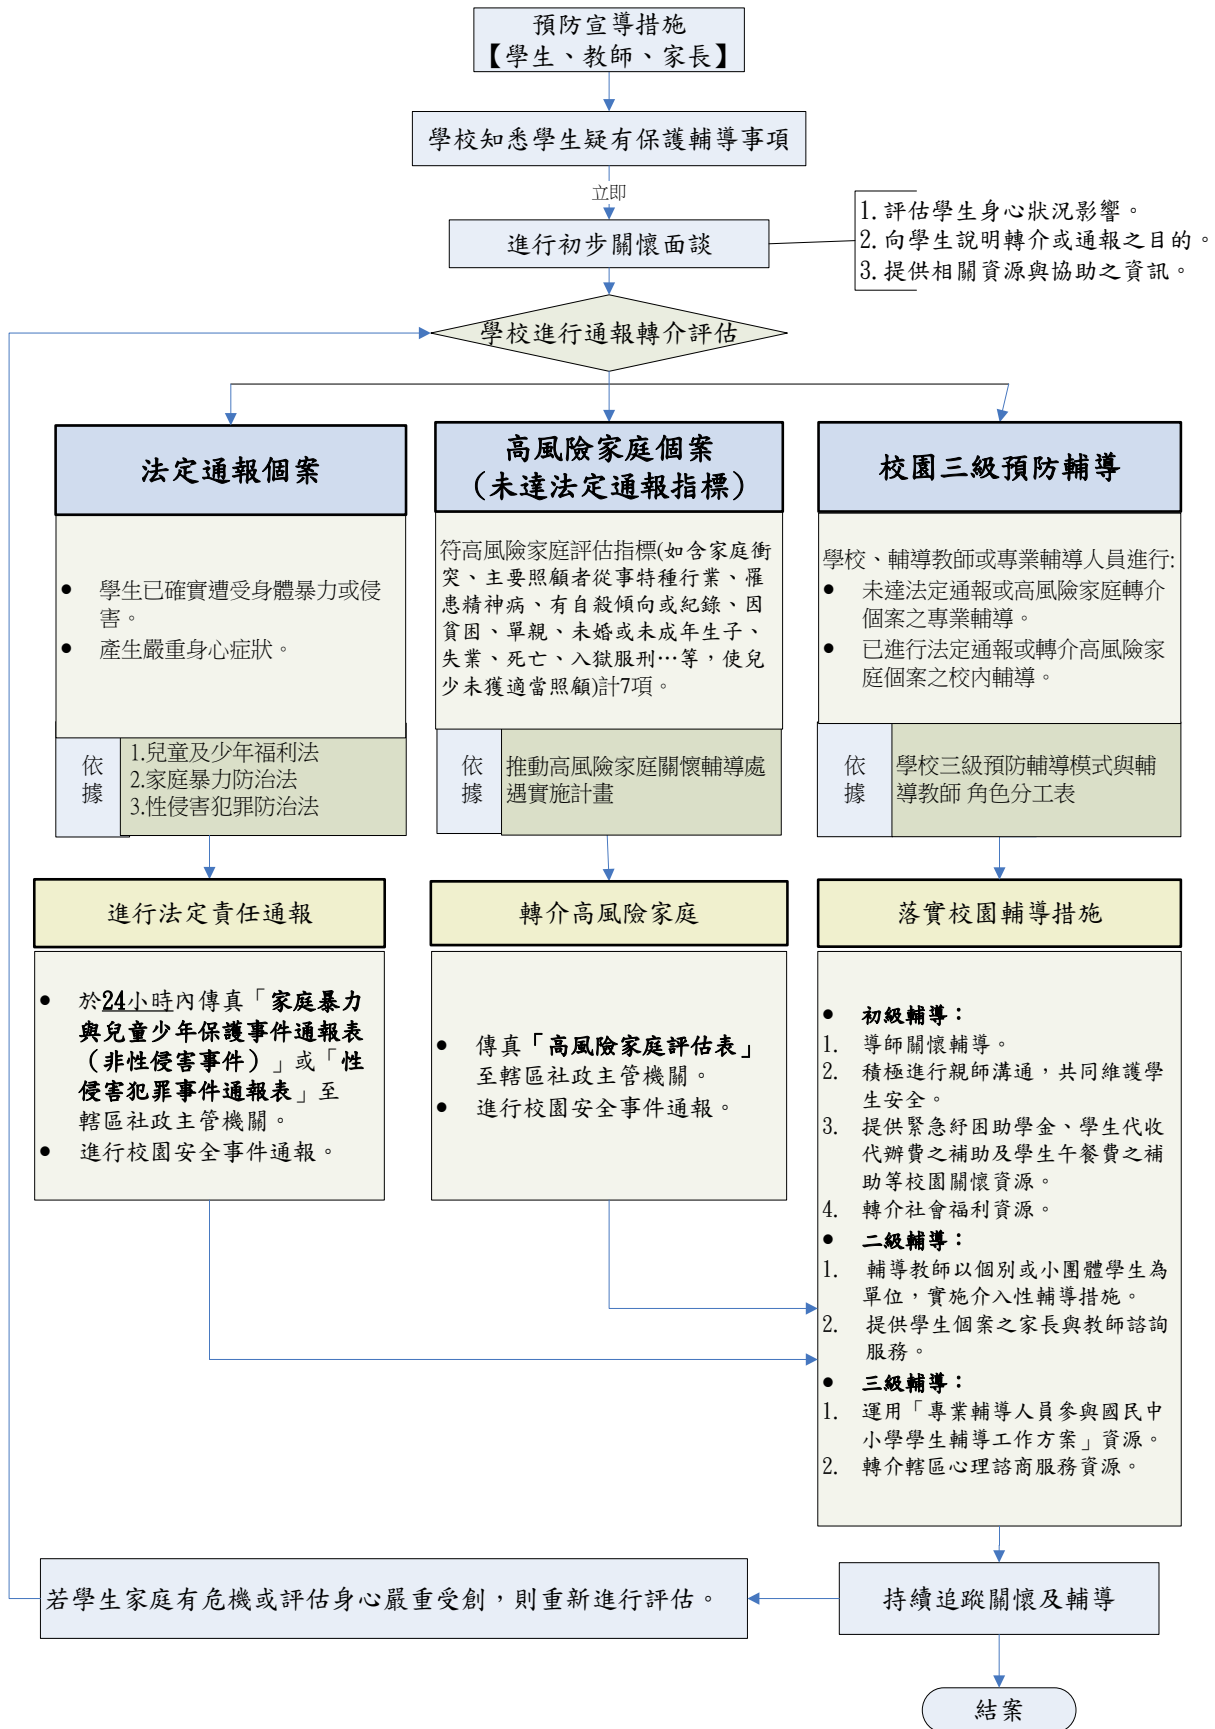 預防宣導措施
【學生、教師、家長】
學校知悉學生疑有保護輔導事項
立即
進行初步關懷面談
1.評估學生身心狀況影響。
2.向學生說明轉介或通報之目的。
3.提供相關資源與協助之資訊。
學校進行通報轉介評估
法定通報個案
● 學生已確實遭受身體暴力或侵
害。
● 產生嚴重身心症狀。
依
據
1.兒童及少年福利法
2.家庭暴力防治法
3.性侵害犯罪防治法
高風險家庭個案
（未達法定通報指標）
符高風險家庭評估指標(如含家庭衝
突、主要照顧者從事特種行業、罹
患精神病、有自殺傾向或紀錄、因
貧困、單親、未婚或未成年生子、
失業、死亡、入獄服刑…等，使兒
少未獲適當照顧)計7項。
依
據
推動高風險家庭關懷輔導處
遇實施計畫
校園三級預防輔導
學校、輔導教師或專業輔導人員進行:
● 未達法定通報或高風險家庭轉介
個案之專業輔導。
● 已進行法定通報或轉介高風險家
庭個案之校內輔導。
依
據
學校三級預防輔導模式與輔
導教師 角色分工表
進行法定責任通報
● 於24小時內傳真「家庭暴力
與兒童少年保護事件通報表
（非性侵害事件）」或「性
侵害犯罪事件通報表」至
轄區社政主管機關。
● 進行校園安全事件通報。
轉介高風險家庭
● 傳真「高風險家庭評估表」
至轄區社政主管機關。
● 進行校園安全事件通報。
落實校園輔導措施
● 初級輔導：
1. 導師關懷輔導。
2. 積極進行親師溝通，共同維護學
生安全。
3. 提供緊急紓困助學金、學生代收
代辦費之補助及學生午餐費之補
助等校園關懷資源。
4. 轉介社會福利資源。
● 二級輔導：
1. 輔導教師以個別或小團體學生為
單位，實施介入性輔導措施。
2. 提供學生個案之家長與教師諮詢
服務。
● 三級輔導：
1. 運用「專業輔導人員參與國民中
小學學生輔導工作方案」資源。
2. 轉介轄區心理諮商服務資源。
若學生家庭有危機或評估身心嚴重受創，則重新進行評估。
持續追蹤關懷及輔導
結案